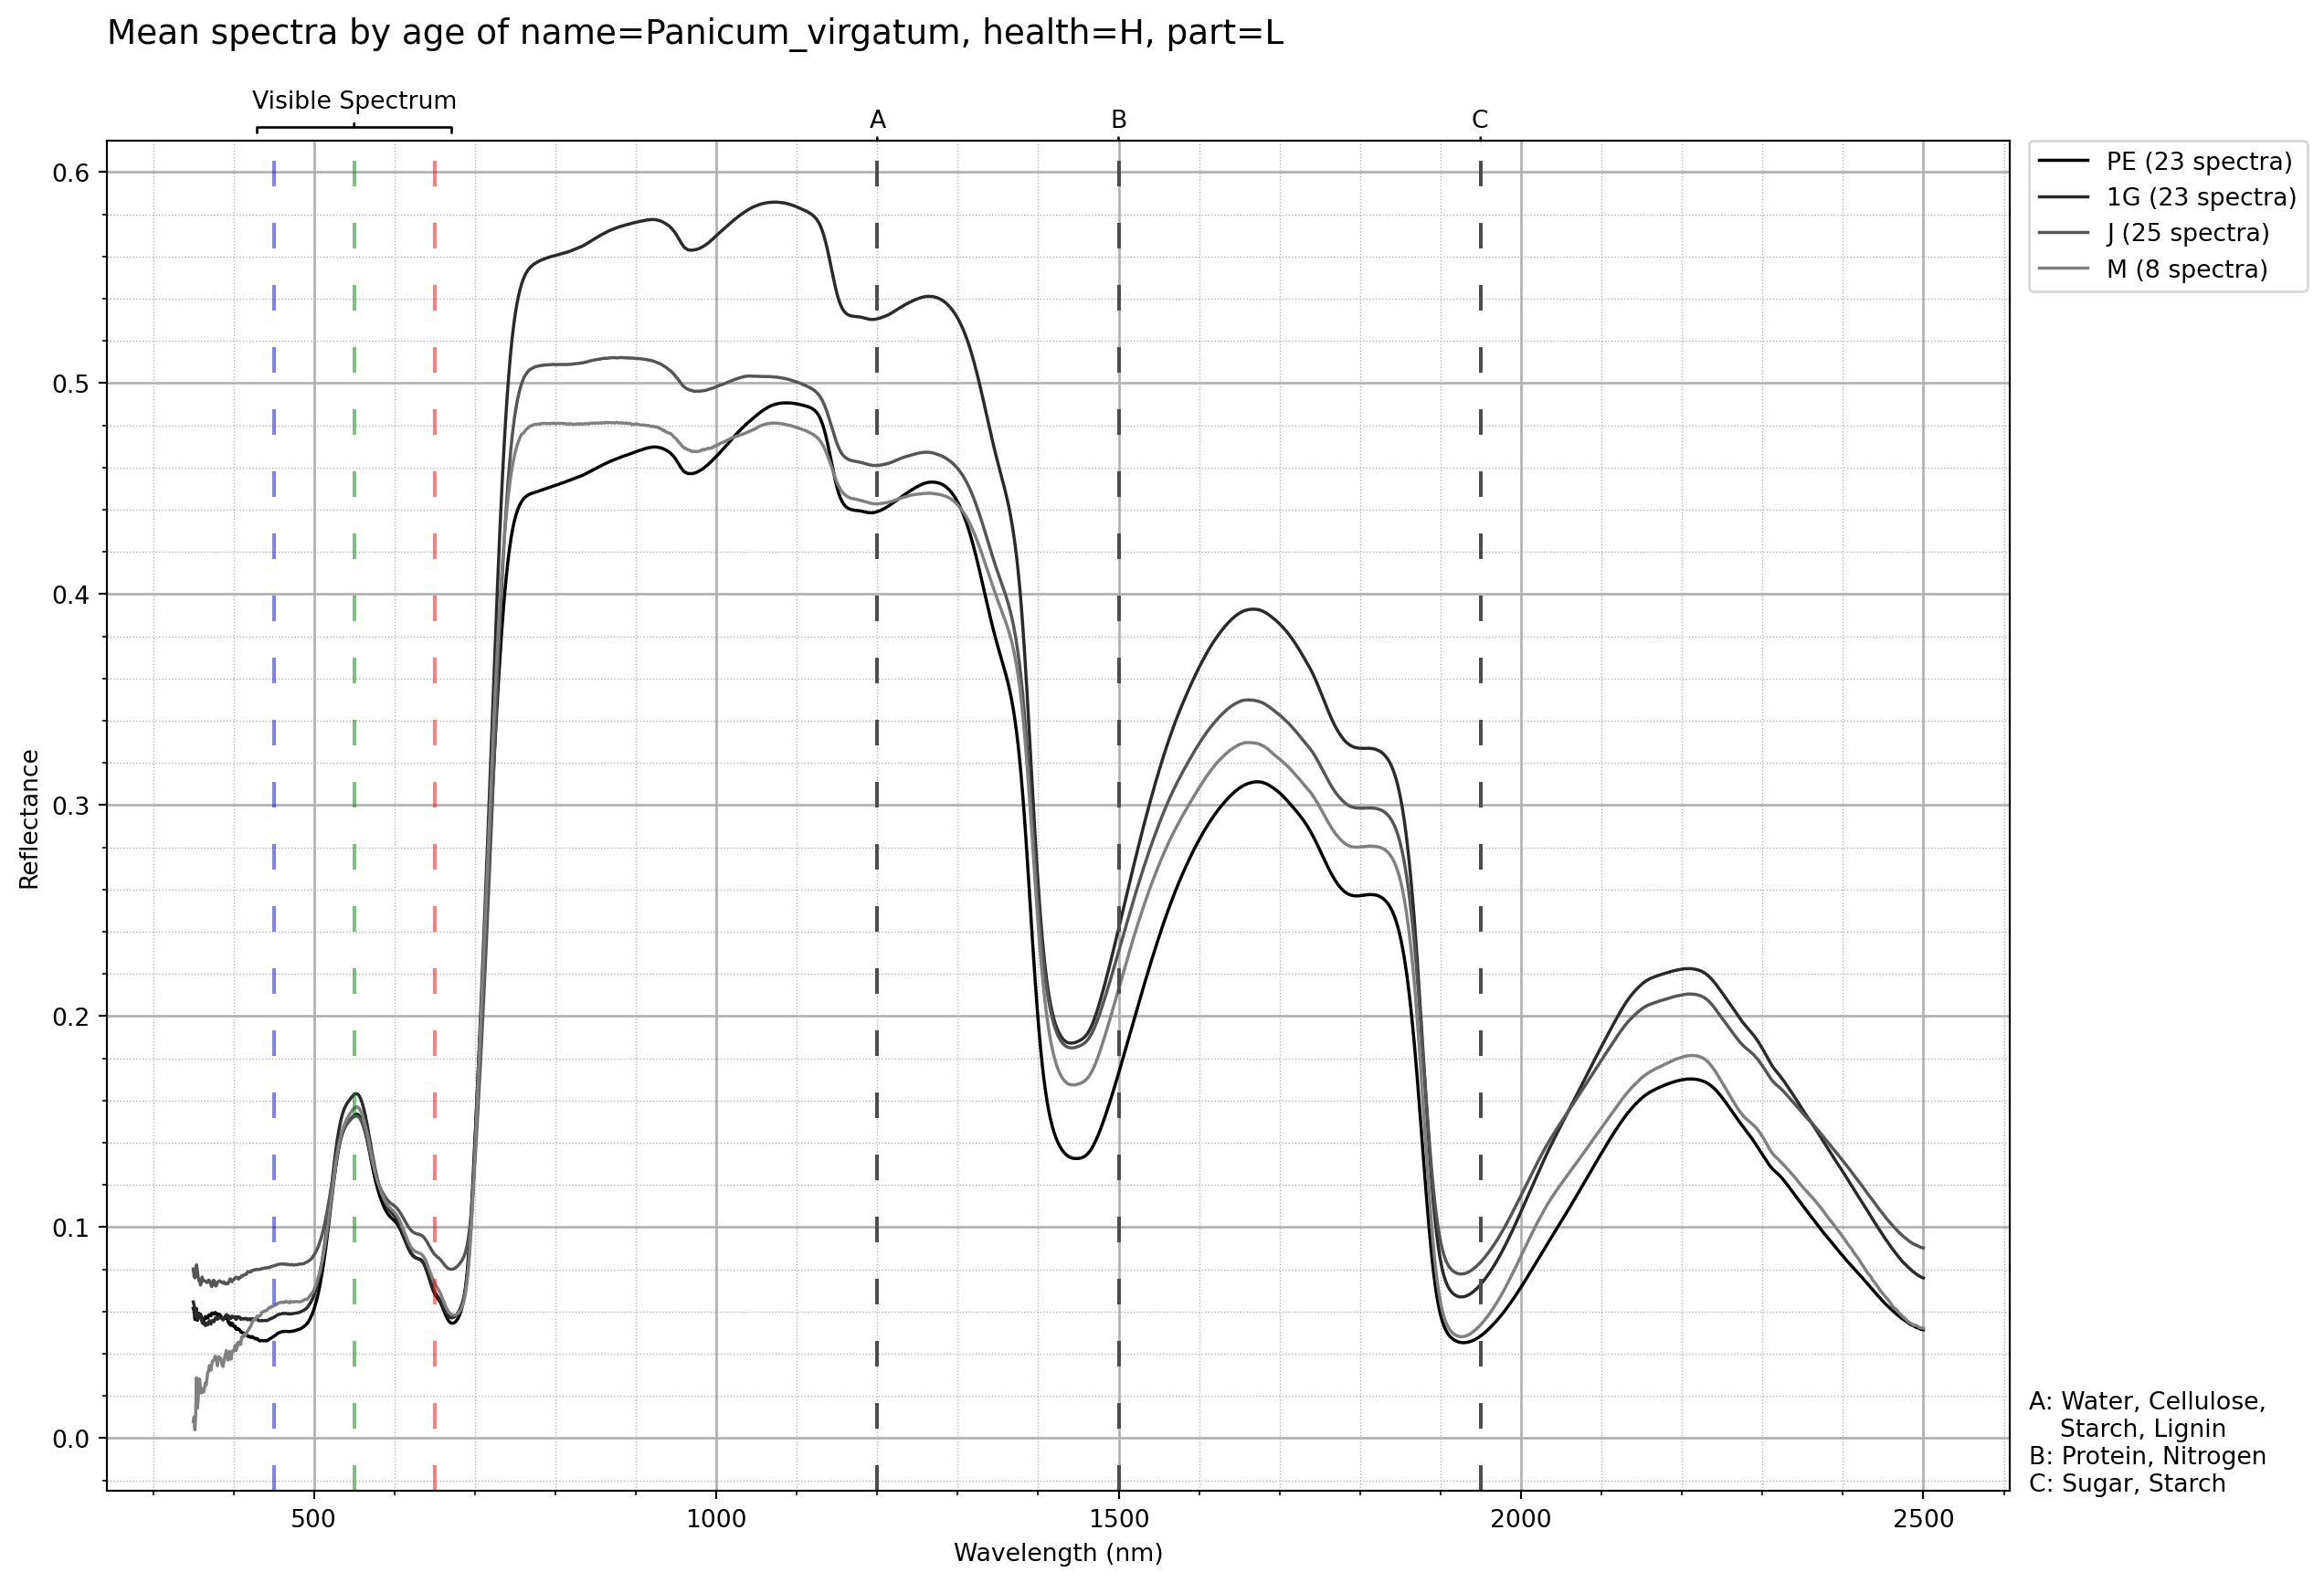 Mean spectra by age of name=Panicum_virgatum, health=H, part=L
Visible Spectrum
A
B
C
PE (23 spectra)
1G (23 spectra)
J (25 spectra)
M (8 spectra)
0.6
0.5
0.4
0.3
0.2
0.1
0.0
Reflectance
500
1000
1500
2000
2500
Wavelength (nm)
A: Water, Cellulose,
Starch, Lignin
B: Protein, Nitrogen
C: Sugar, Starch